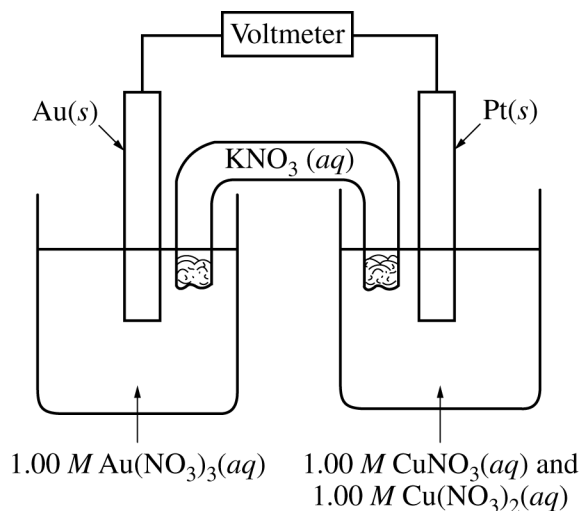 Voltmeter
Au(s)
Pt(s)
KNO₃ (aq)
1.00 M Au(NO₃)₃(aq)
1.00 M CuNO₃(aq) and
1.00 M Cu(NO₃)₂(aq)